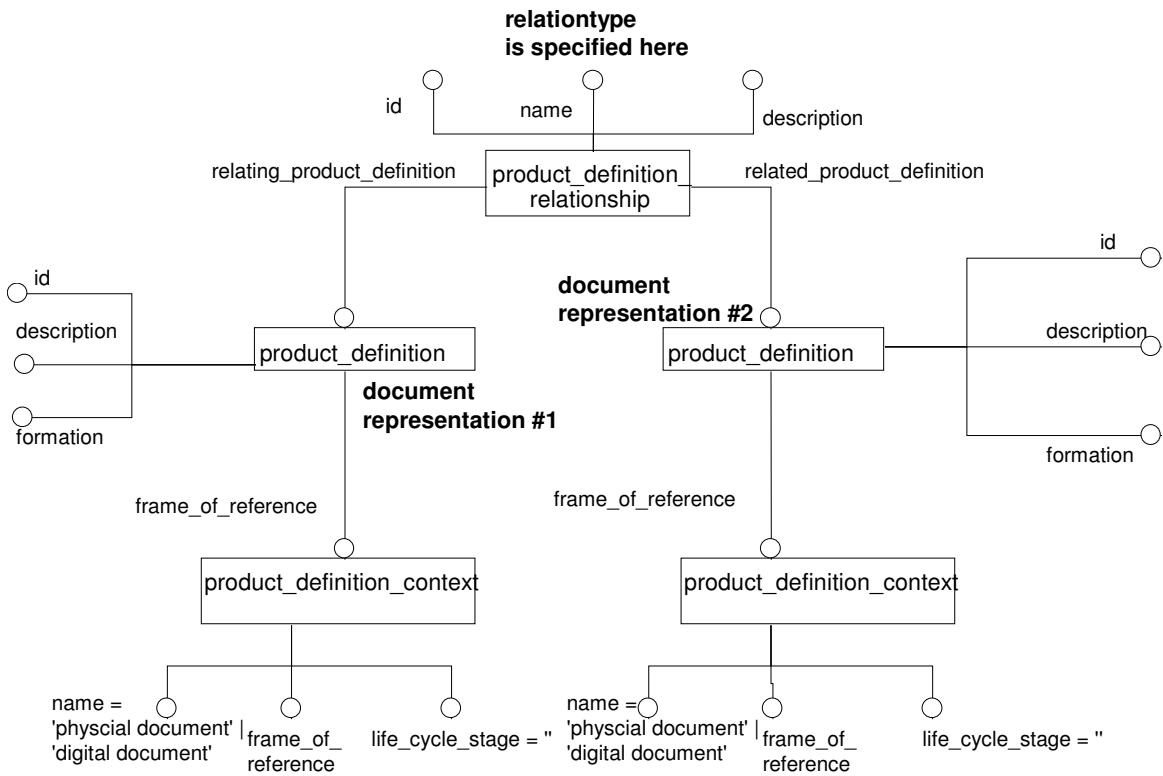 relationtype
is specified here
id
name
description
relating_product_definition
product_definition_
relationship
related_product_definition
id
description
formation
document
representation #2
id
description
formation
product_definition
product_definition
document
representation #1
frame_of_reference
frame_of_reference
product_definition_context
product_definition_context
name =
'physcial document' |
'digital document'
frame_of_
reference
life_cycle_stage = ''
name =
'physcial document' |
'digital document'
frame_of_
reference
life_cycle_stage = ''